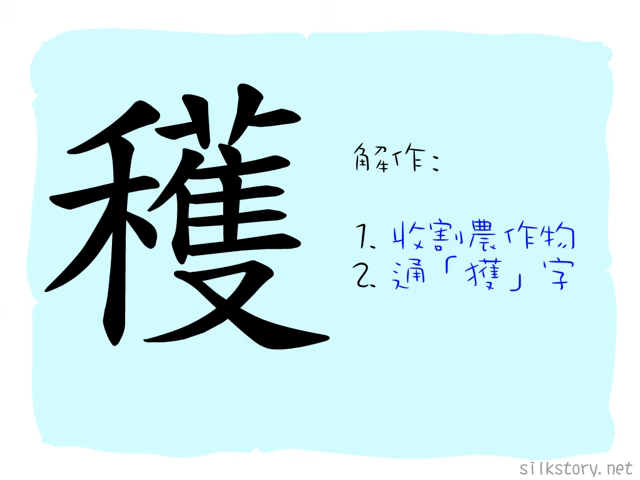 穫
解作:
1. 收割農作物
2. 通「獲」字
silkstory.net